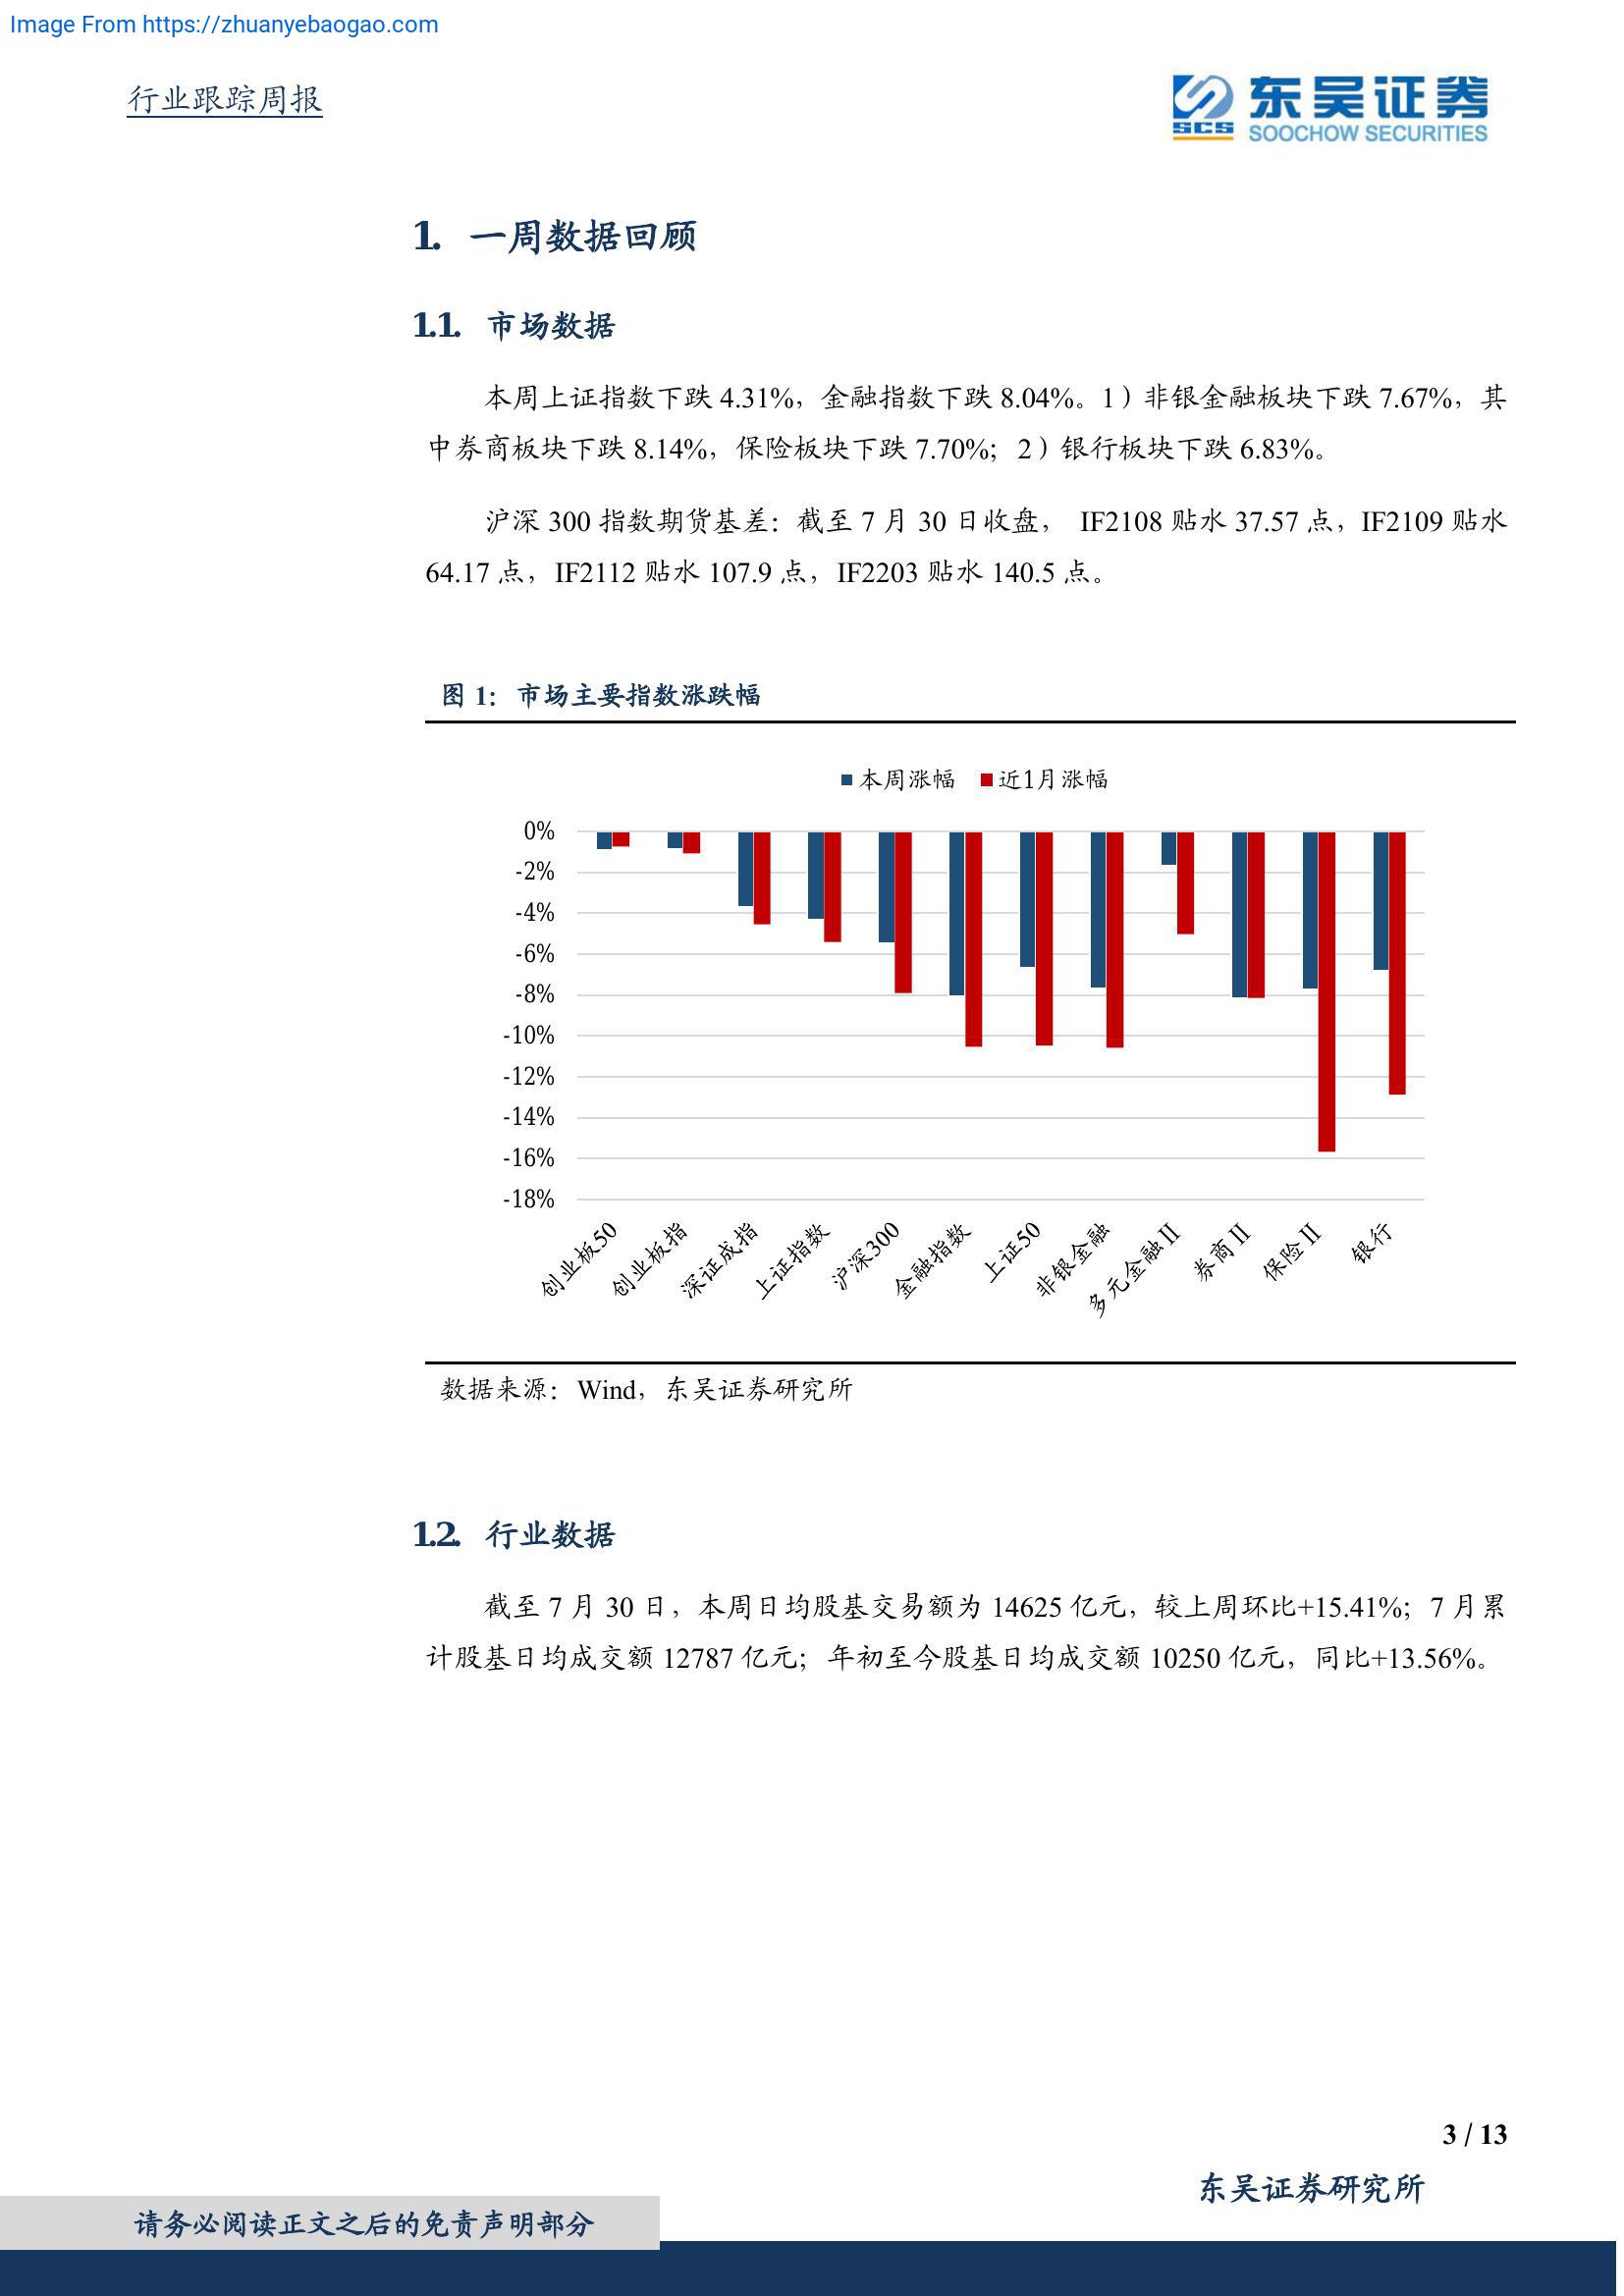 Image From https://zhuanyebaogao.com
行业跟踪周报
东吴证券
SCS
SOOCHOW SECURITIES
1. 一周数据回顾
1.1. 市场数据
本周上证指数下跌 4.31%，金融指数下跌 8.04%。1）非银金融板块下跌 7.67%，其
中券商板块下跌 8.14%，保险板块下跌 7.70%；2）银行板块下跌 6.83%。
沪深 300 指数期货基差：截至 7 月 30 日收盘， IF2108 贴水 37.57 点，IF2109 贴水
64.17 点，IF2112 贴水 107.9 点，IF2203 贴水 140.5 点。
图 1：市场主要指数涨跌幅
本周涨幅 近1月涨幅
0%
-2%
-4%
-6%
-8%
-10%
-12%
-14%
-16%
-18%
创业板50
创业板指
深证成指
上证指数
沪深300
金融指数
上证50
非银金融
多元金融Ⅱ
券商Ⅱ
保险Ⅱ
银行
数据来源：Wind，东吴证券研究所
1.2. 行业数据
截至 7 月 30 日，本周日均股基交易额为 14625 亿元，较上周环比+15.41%；7 月累
计股基日均成交额 12787 亿元；年初至今股基日均成交额 10250 亿元，同比+13.56%。
3 / 13
东吴证券研究所
请务必阅读正文之后的免责声明部分